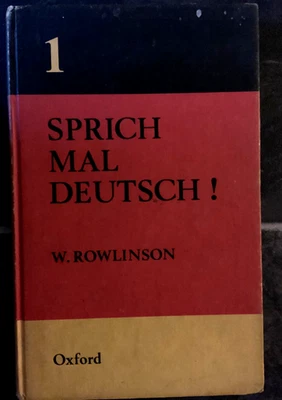 1
SPRICH
MAL
DEUTSCH!
W. ROWLINSON
Oxford